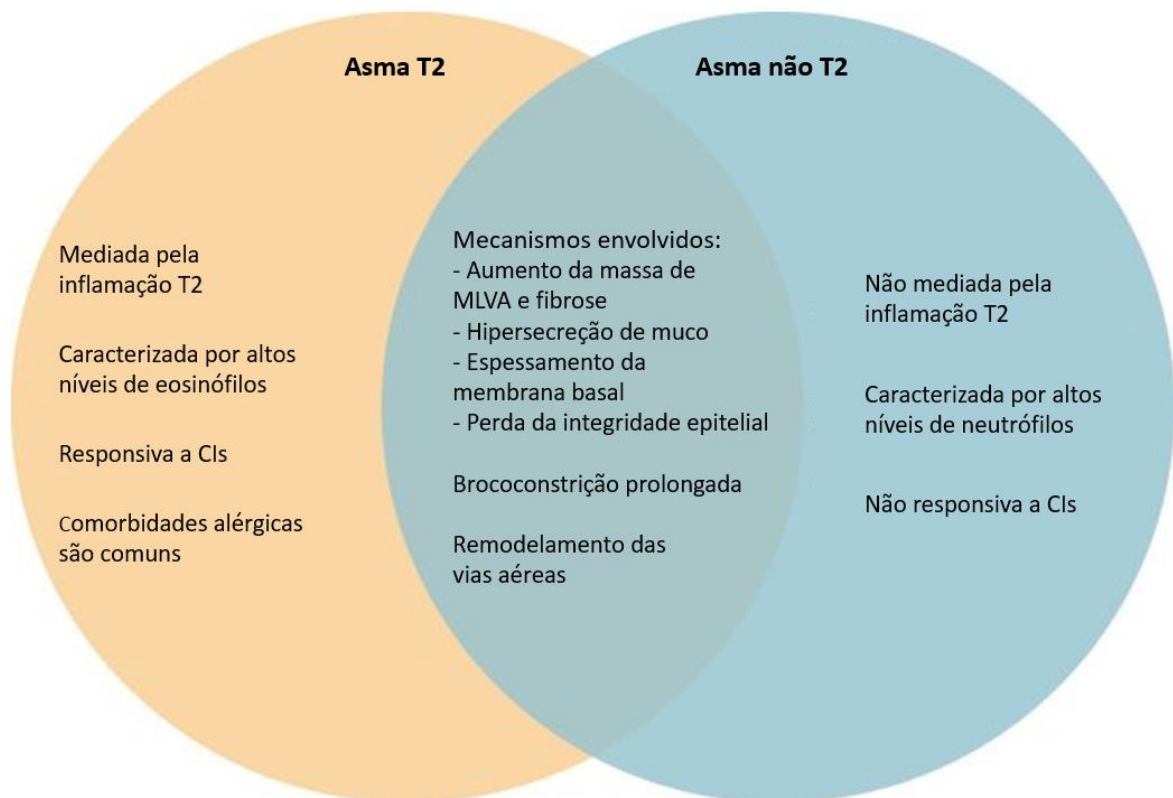 Asma T2
Asma não T2
Mediada pela
inflamação T2
Caracterizada por altos
níveis de eosinófilos
Responsiva a CIs
Comorbidades alérgicas
são comuns
Mecanismos envolvidos:
- Aumento da massa de
MLVA e fibrose
- Hipersecreção de muco
- Espessamento da
membrana basal
- Perda da integridade epitelial
Brococonstrição prolongada
Remodelamento das
vias aéreas
Não mediada pela
inflamação T2
Caracterizada por altos
níveis de neutrófilos
Não responsiva a CIs